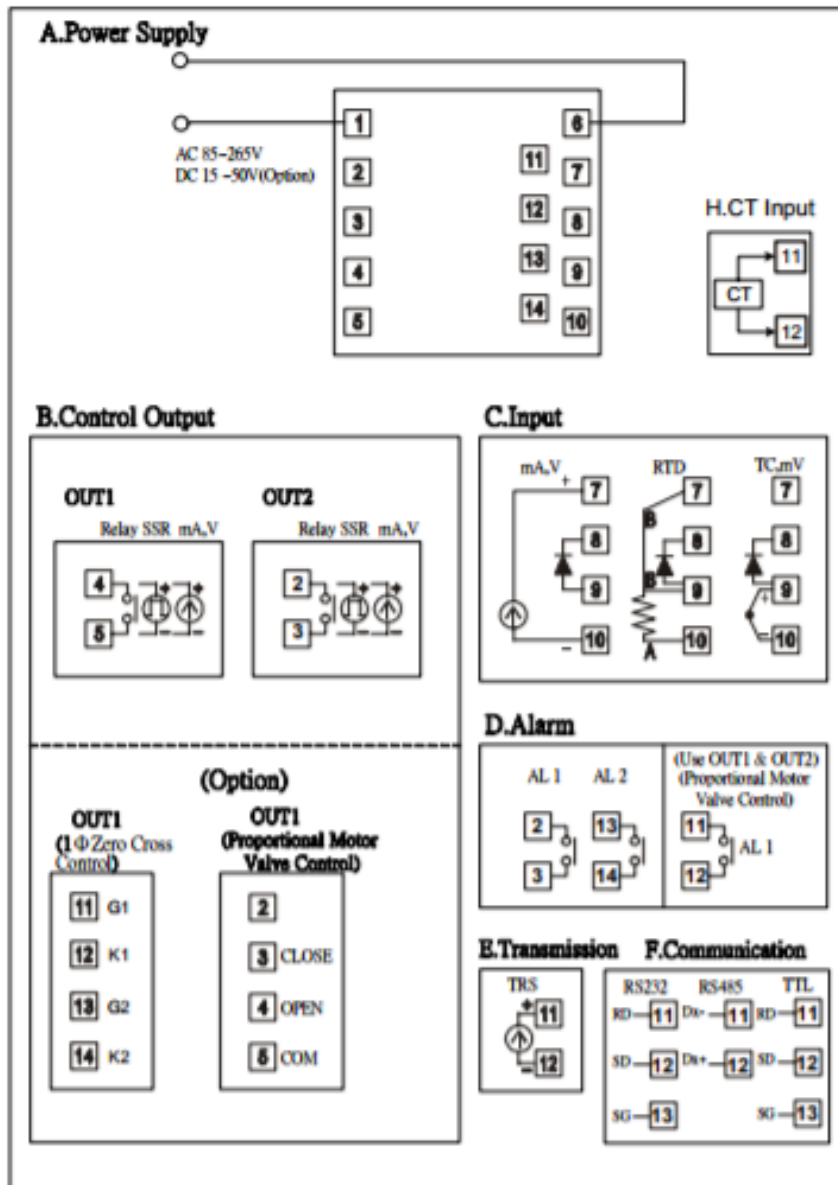 A.Power Supply
AC 85~265V
DC 15 ~50V(Option)
1
2
3
4
5
6
11
7
12
8
13
9
14
10
H.CT Input
CT
11
12
B.Control Output
OUT1
Relay SSR mA,V
4
5
+
−
+
−
OUT2
Relay SSR mA,V
2
3
+
−
+
−
(Option)
OUT1
(1ΦZero Cross
Control)
11 G1
12 K1
13 G2
14 K2
OUT1
(Proportional Motor
Valve Control)
2
3 CLOSE
4 OPEN
5 COM
C.Input
mA,V
+
7
8
9
−
10
RTD
7
B
8
B
9
A
10
TC,mV
7
8
+
9
−
10
D.Alarm
AL 1
2
3
AL 2
13
14
(Use OUT1 & OUT2)
(Proportional Motor
Valve Control)
11
AL 1
12
E.Transmission
TRS
+
11
−
12
F.Communication
RS232
RD 11
SD 12
SG 13
RS485
Dx- 11
Dx+ 12
TTL
RD 11
SD 12
SG 13